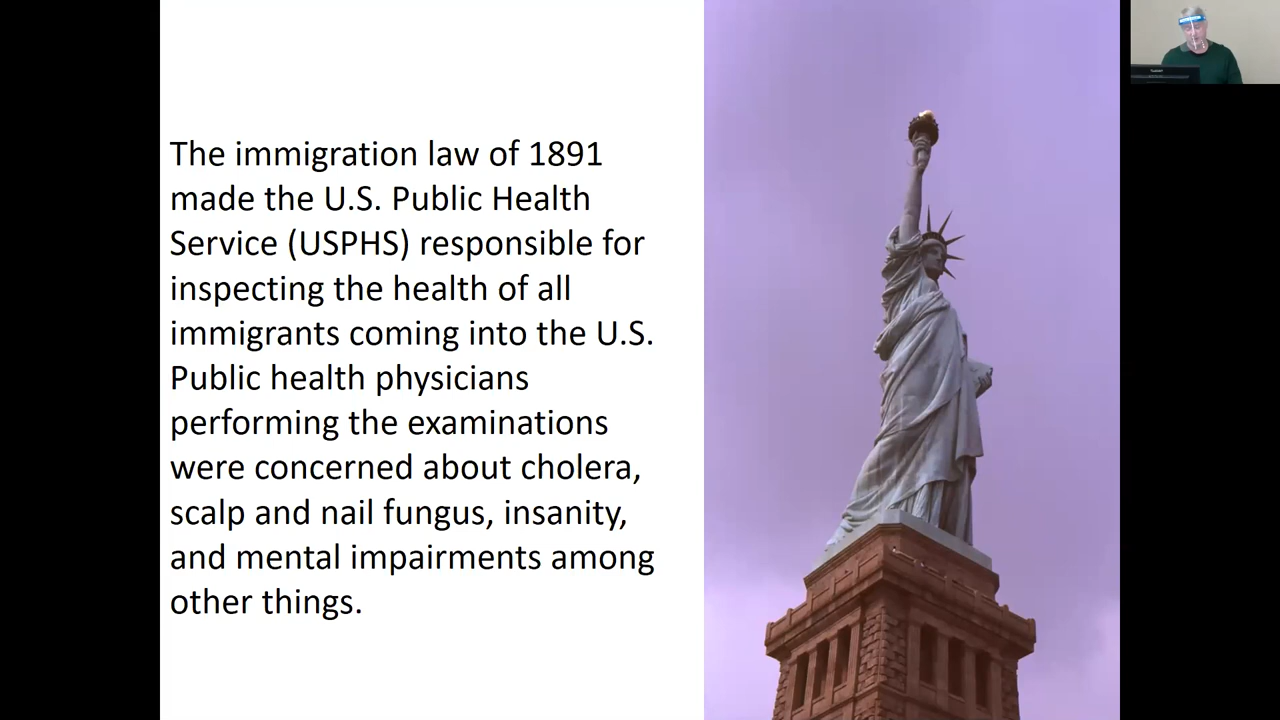 The immigration law of 1891
made the U.S. Public Health
Service (USPHS) responsible for
inspecting the health of all
immigrants coming into the U.S.
Public health physicians
performing the examinations
were concerned about cholera,
scalp and nail fungus, insanity,
and mental impairments among
other things.